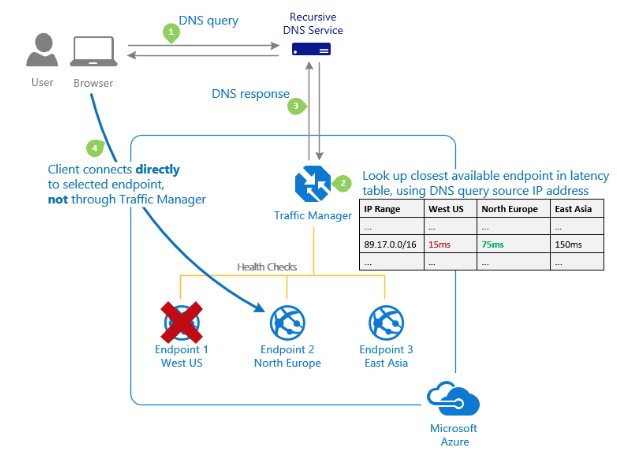 DNS query
1
Recursive
DNS Service
User
Browser
DNS response
3
4
Client connects directly
to selected endpoint,
not through Traffic Manager
2
Traffic Manager
Look up closest available endpoint in latency
table, using DNS query source IP address
IP Range West US North Europe East Asia
... ... ... ...
89.17.0.0/16 15ms 75ms 150ms
... ... ... ...
Health Checks
Endpoint 1
West US
Endpoint 2
North Europe
Endpoint 3
East Asia
Microsoft
Azure